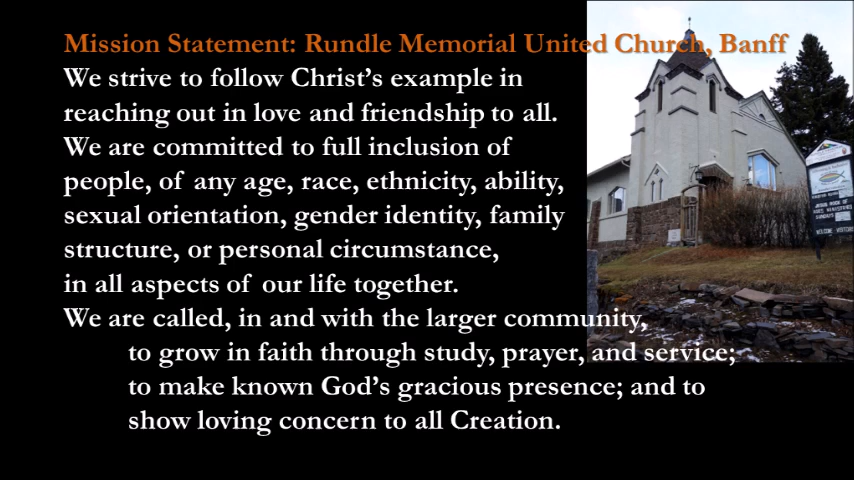 Mission Statement: Rundle Memorial United Church, Banff
We strive to follow Christ's example in
reaching out in love and friendship to all.
We are committed to full inclusion of
people, of any age, race, ethnicity, ability,
sexual orientation, gender identity, family
structure, or personal circumstance,
in all aspects of our life together.
We are called, in and with the larger community,
to grow in faith through study, prayer, and service;
to make known God's gracious presence; and to
show loving concern to all Creation.